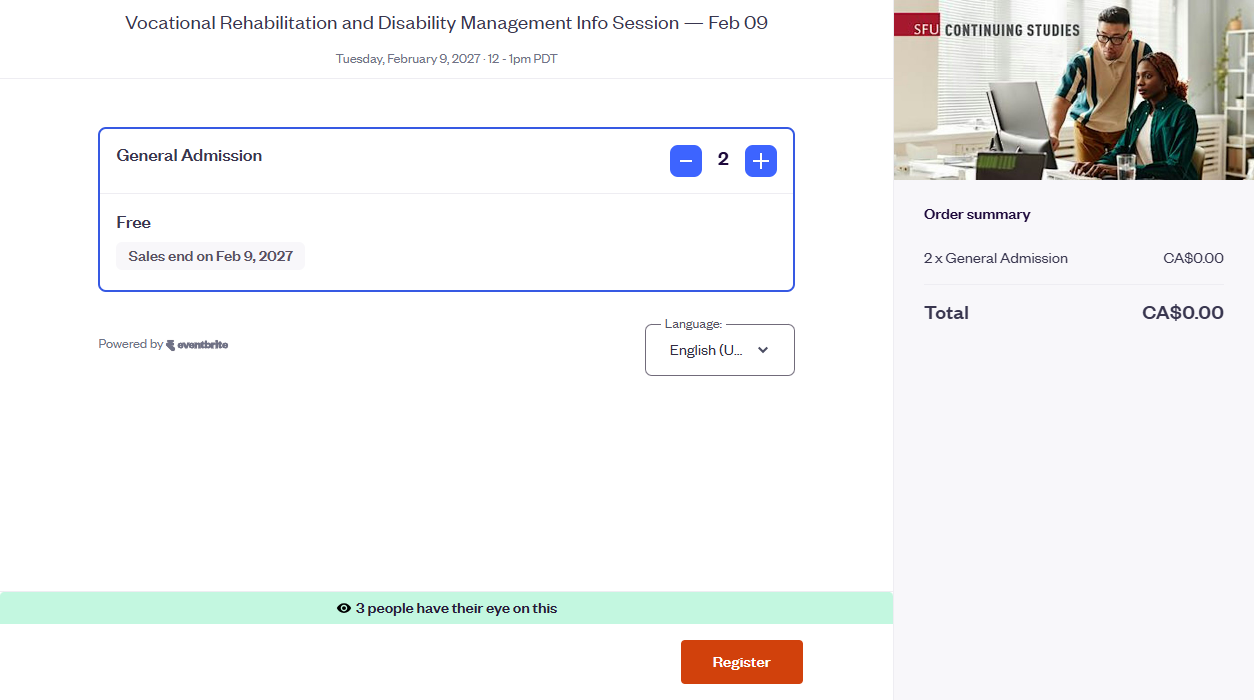 Vocational Rehabilitation and Disability Management Info Session — Feb 09
Tuesday, February 9, 2027 · 12 - 1pm PDT
General Admission
2
Free
Sales end on Feb 9, 2027
Powered by eventbrite
Language:
English (U...
3 people have their eye on this
Register
SFU CONTINUING STUDIES
Order summary
2 x General Admission CA$0.00
Total CA$0.00